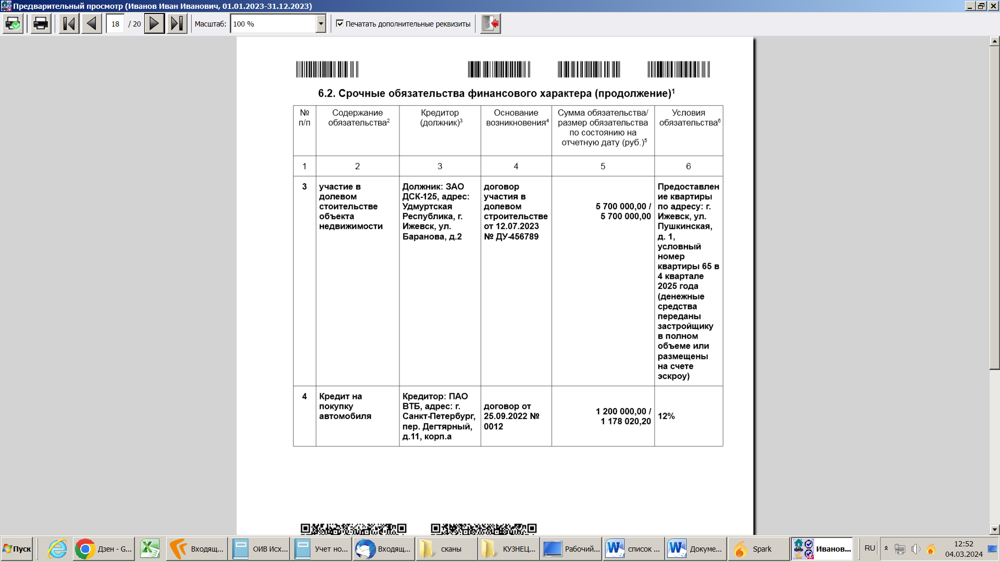 Предварительный просмотр (Иванов Иван Иванович, 01.01.2023-31.12.2023)
18 / 20 Масштаб: 100 % Печатать дополнительные реквизиты
6.2. Срочные обязательства финансового характера (продолжение)1
№
п/п
Содержание
обязательства2
Кредитор
(должник)3
Основание
возникновения4
Сумма обязательства/
размер обязательства
по состоянию на
отчетную дату (руб.)5
Условия
обязательства6
1 2 3 4 5 6
3
участие в
долевом
стоительстве
объекта
недвижимости
Должник: ЗАО
ДСК-125, адрес:
Удмуртская
Республика, г.
Ижевск, ул.
Баранова, д.2
договор
участия в
долевом
строительстве
от 12.07.2023
№ ДУ-456789
5 700 000,00 /
5 700 000,00
Предоставлен
ие квартиры
по адресу: г.
Ижевск, ул.
Пушкинская,
д. 1,
условный
номер
квартиры 65 в
4 квартале
2025 года
(денежные
средства
переданы
застройщику
в полном
объеме или
размещены
на счете
эскроу)
4
Кредит на
покупку
автомобиля
Кредитор: ПАО
ВТБ, адрес: г.
Санкт-Петербург,
пер. Дегтярный,
д.11, корп.а
договор от
25.09.2022 №
0012
1 200 000,00 /
1 178 020,20
12%
Пуск
Дзен - G...
Входящ...
ОИВ Исх...
Учет но...
Входящ...
сканы
КУЗНЕЦ...
Рабочий...
список ...
Докуме...
Spark
Иванов...
RU
12:52
04.03.2024